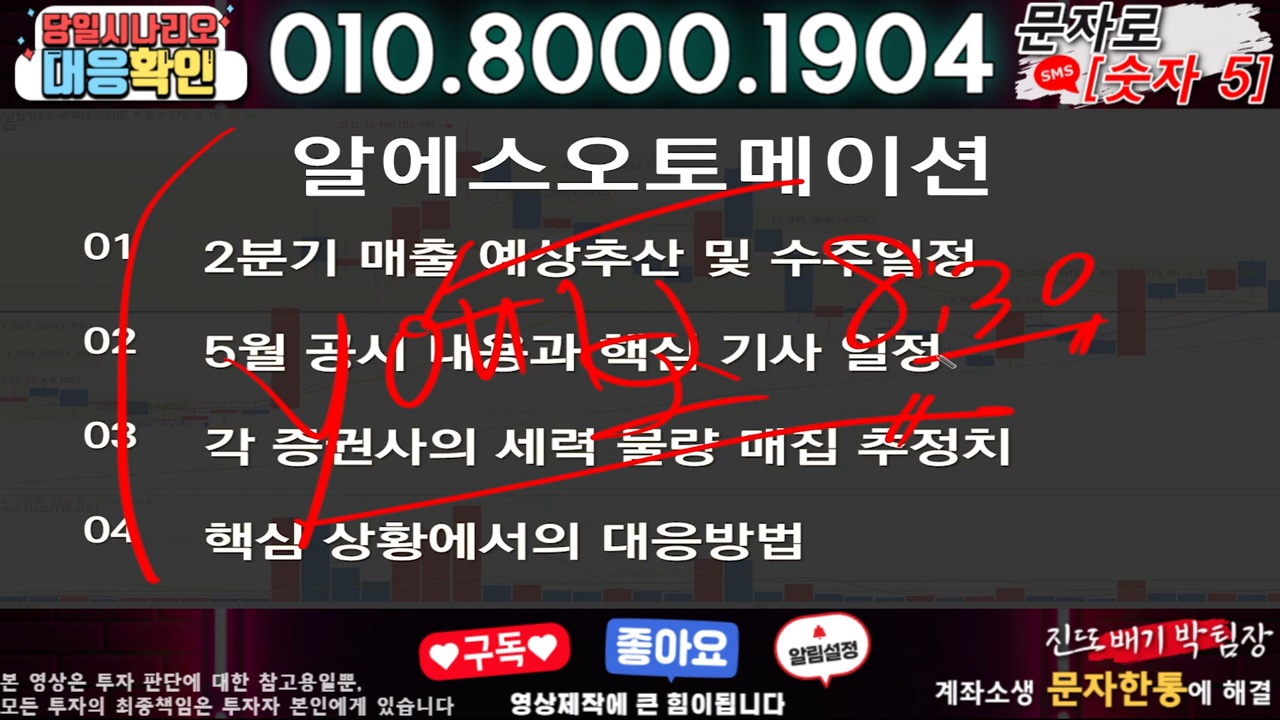 당일시나리오
대응확인
010.8000.1904
문자로
SMS
[숫자 5]
알에스오토메이션
01 2분기 매출 예상추산 및 수주일정
02 5월 공시 내용과 핵심 기사 일정
03 각 증권사의 세력 물량 매집 추정치
04 핵심 상황에서의 대응방법
8:30
구독
좋아요
알림설정
진또배기 박팀장
본 영상은 투자 판단에 대한 참고용일뿐,
모든 투자의 최종책임은 투자자 본인에게 있습니다
영상제작에 큰 힘이됩니다
계좌소생 문자한통에 해결